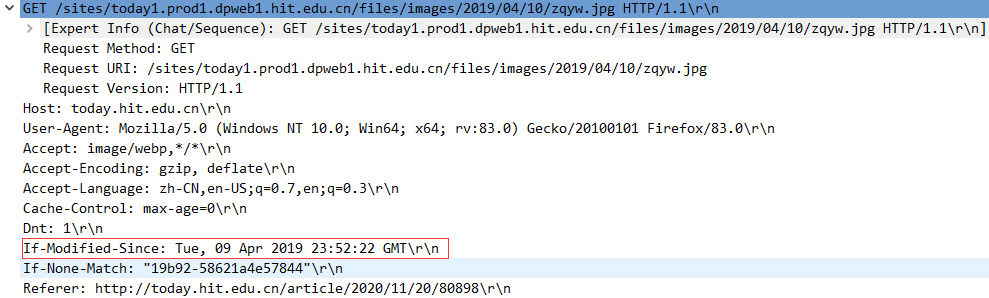 GET /sites/today1.prod1.dpweb1.hit.edu.cn/files/images/2019/04/10/zqyw.jpg HTTP/1.1\r\n
[Expert Info (Chat/Sequence): GET /sites/today1.prod1.dpweb1.hit.edu.cn/files/images/2019/04/10/zqyw.jpg HTTP/1.1\r\n]
Request Method: GET
Request URI: /sites/today1.prod1.dpweb1.hit.edu.cn/files/images/2019/04/10/zqyw.jpg
Request Version: HTTP/1.1
Host: today.hit.edu.cn\r\n
User-Agent: Mozilla/5.0 (Windows NT 10.0; Win64; x64; rv:83.0) Gecko/20100101 Firefox/83.0\r\n
Accept: image/webp,*/*\r\n
Accept-Encoding: gzip, deflate\r\n
Accept-Language: zh-CN,en-US;q=0.7,en;q=0.3\r\n
Cache-Control: max-age=0\r\n
Dnt: 1\r\n
If-Modified-Since: Tue, 09 Apr 2019 23:52:22 GMT\r\n
If-None-Match: "19b92-58621a4e57844"\r\n
Referer: http://today.hit.edu.cn/article/2020/11/20/80898\r\n